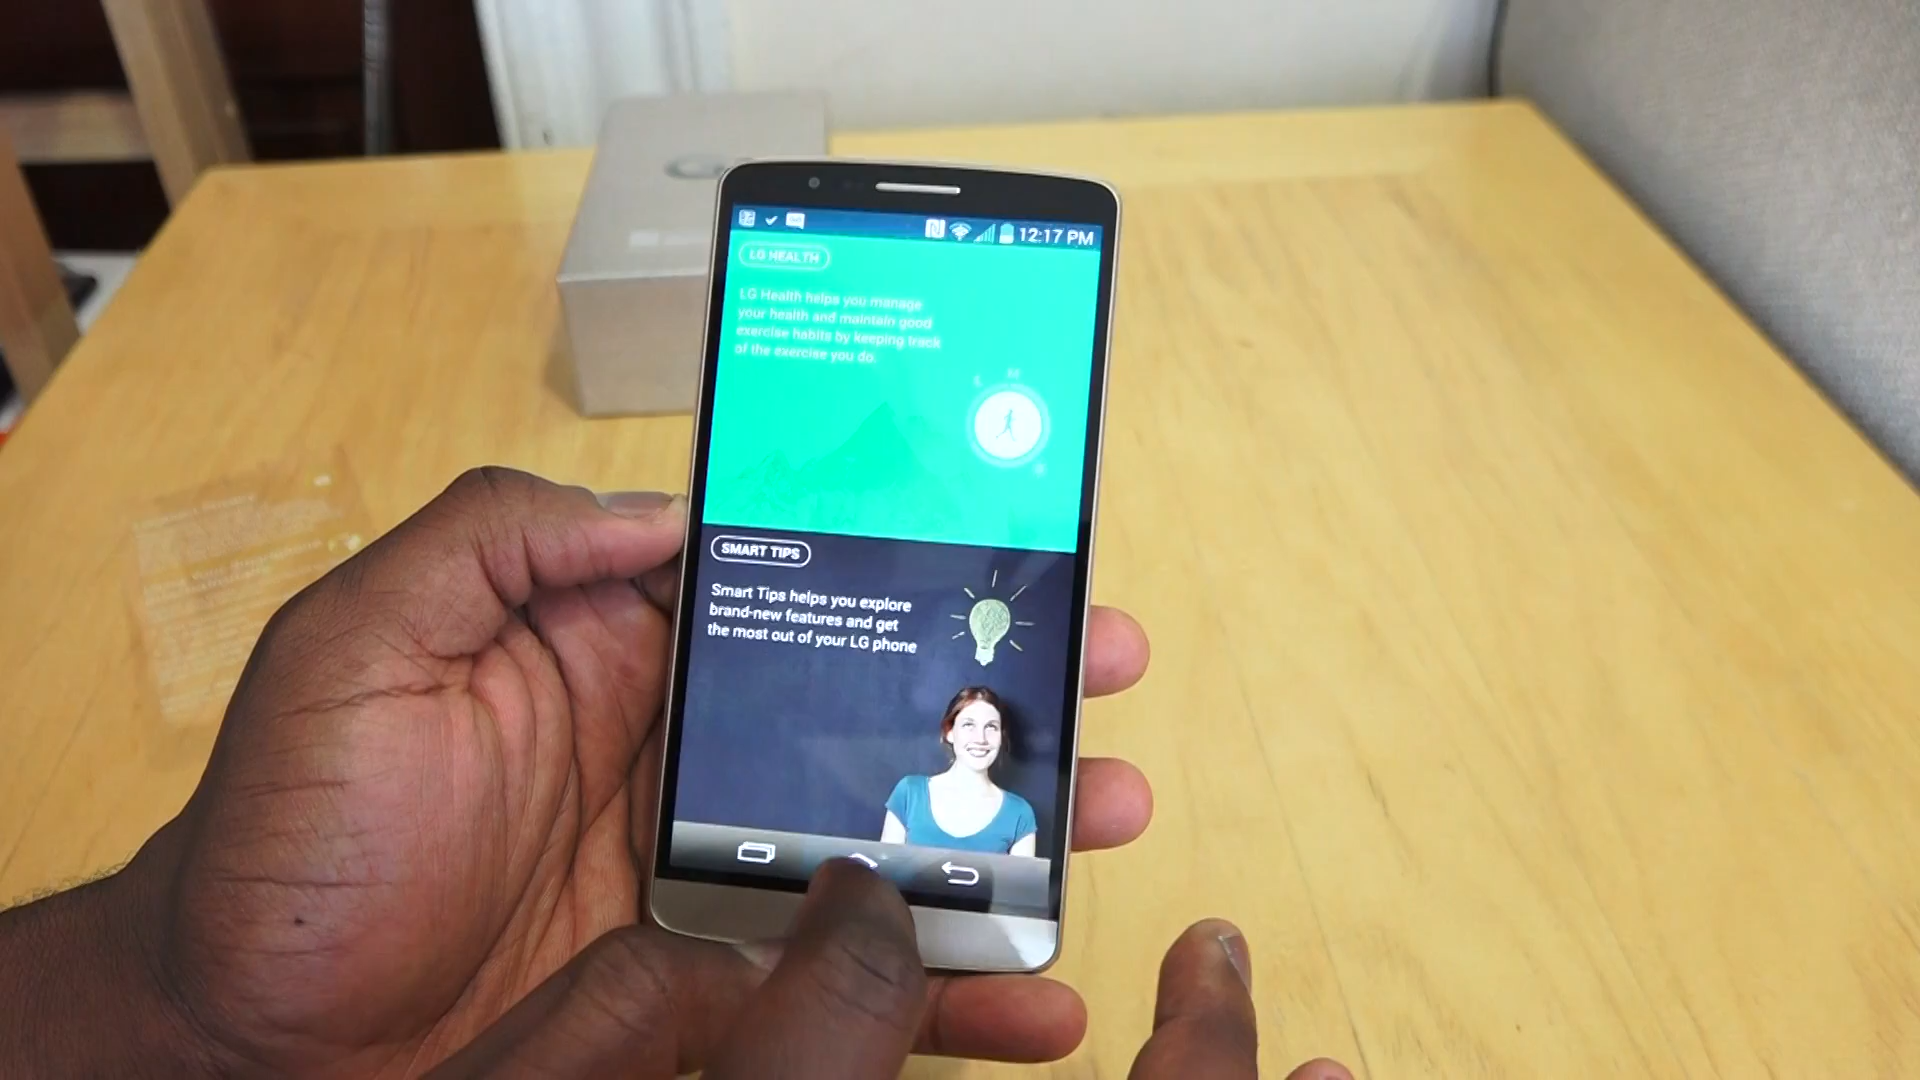 12:17 PM
LG HEALTH
LG Health helps you manage
your health and maintain good
exercise habits by keeping track
of the exercise you do.
SMART TIPS
Smart Tips helps you explore
brand-new features and get
the most out of your LG phone